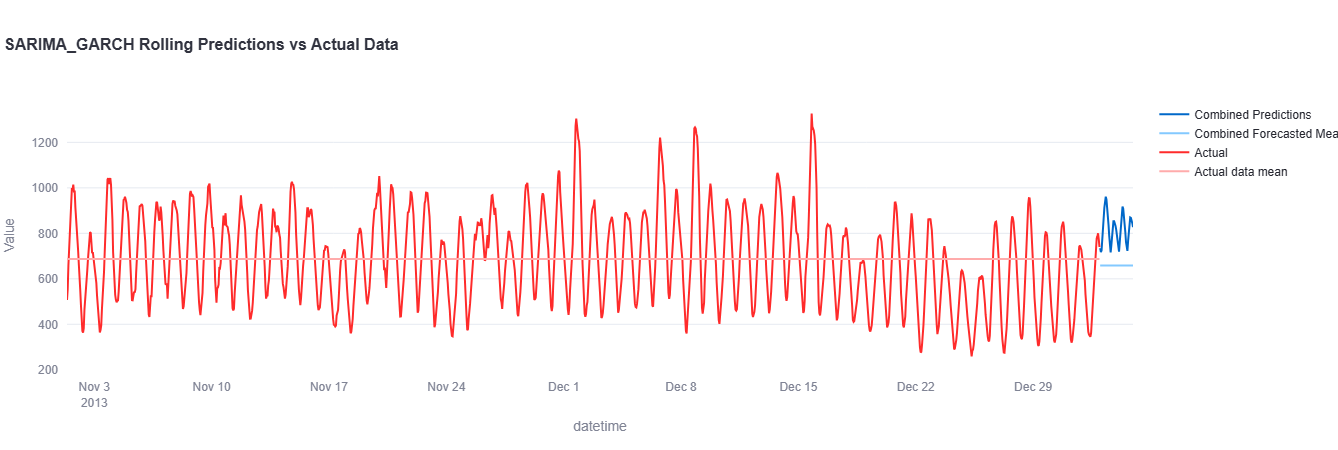 SARIMA_GARCH Rolling Predictions vs Actual Data
Combined Predictions
Combined Forecasted Mea
Actual
Actual data mean
Value
1200
1000
800
600
400
200
Nov 3
2013
Nov 10
Nov 17
Nov 24
Dec 1
Dec 8
Dec 15
Dec 22
Dec 29
datetime